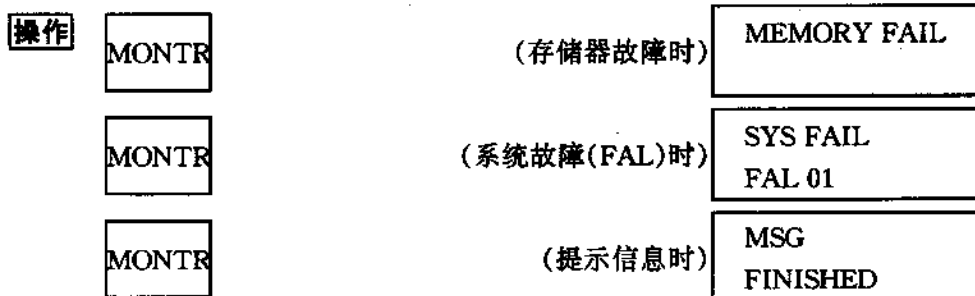 操作 MONTR (存储器故障时) MEMORY FAIL
MONTR (系统故障(FAL)时) SYS FAIL
FAL 01
MONTR (提示信息时) MSG
FINISHED